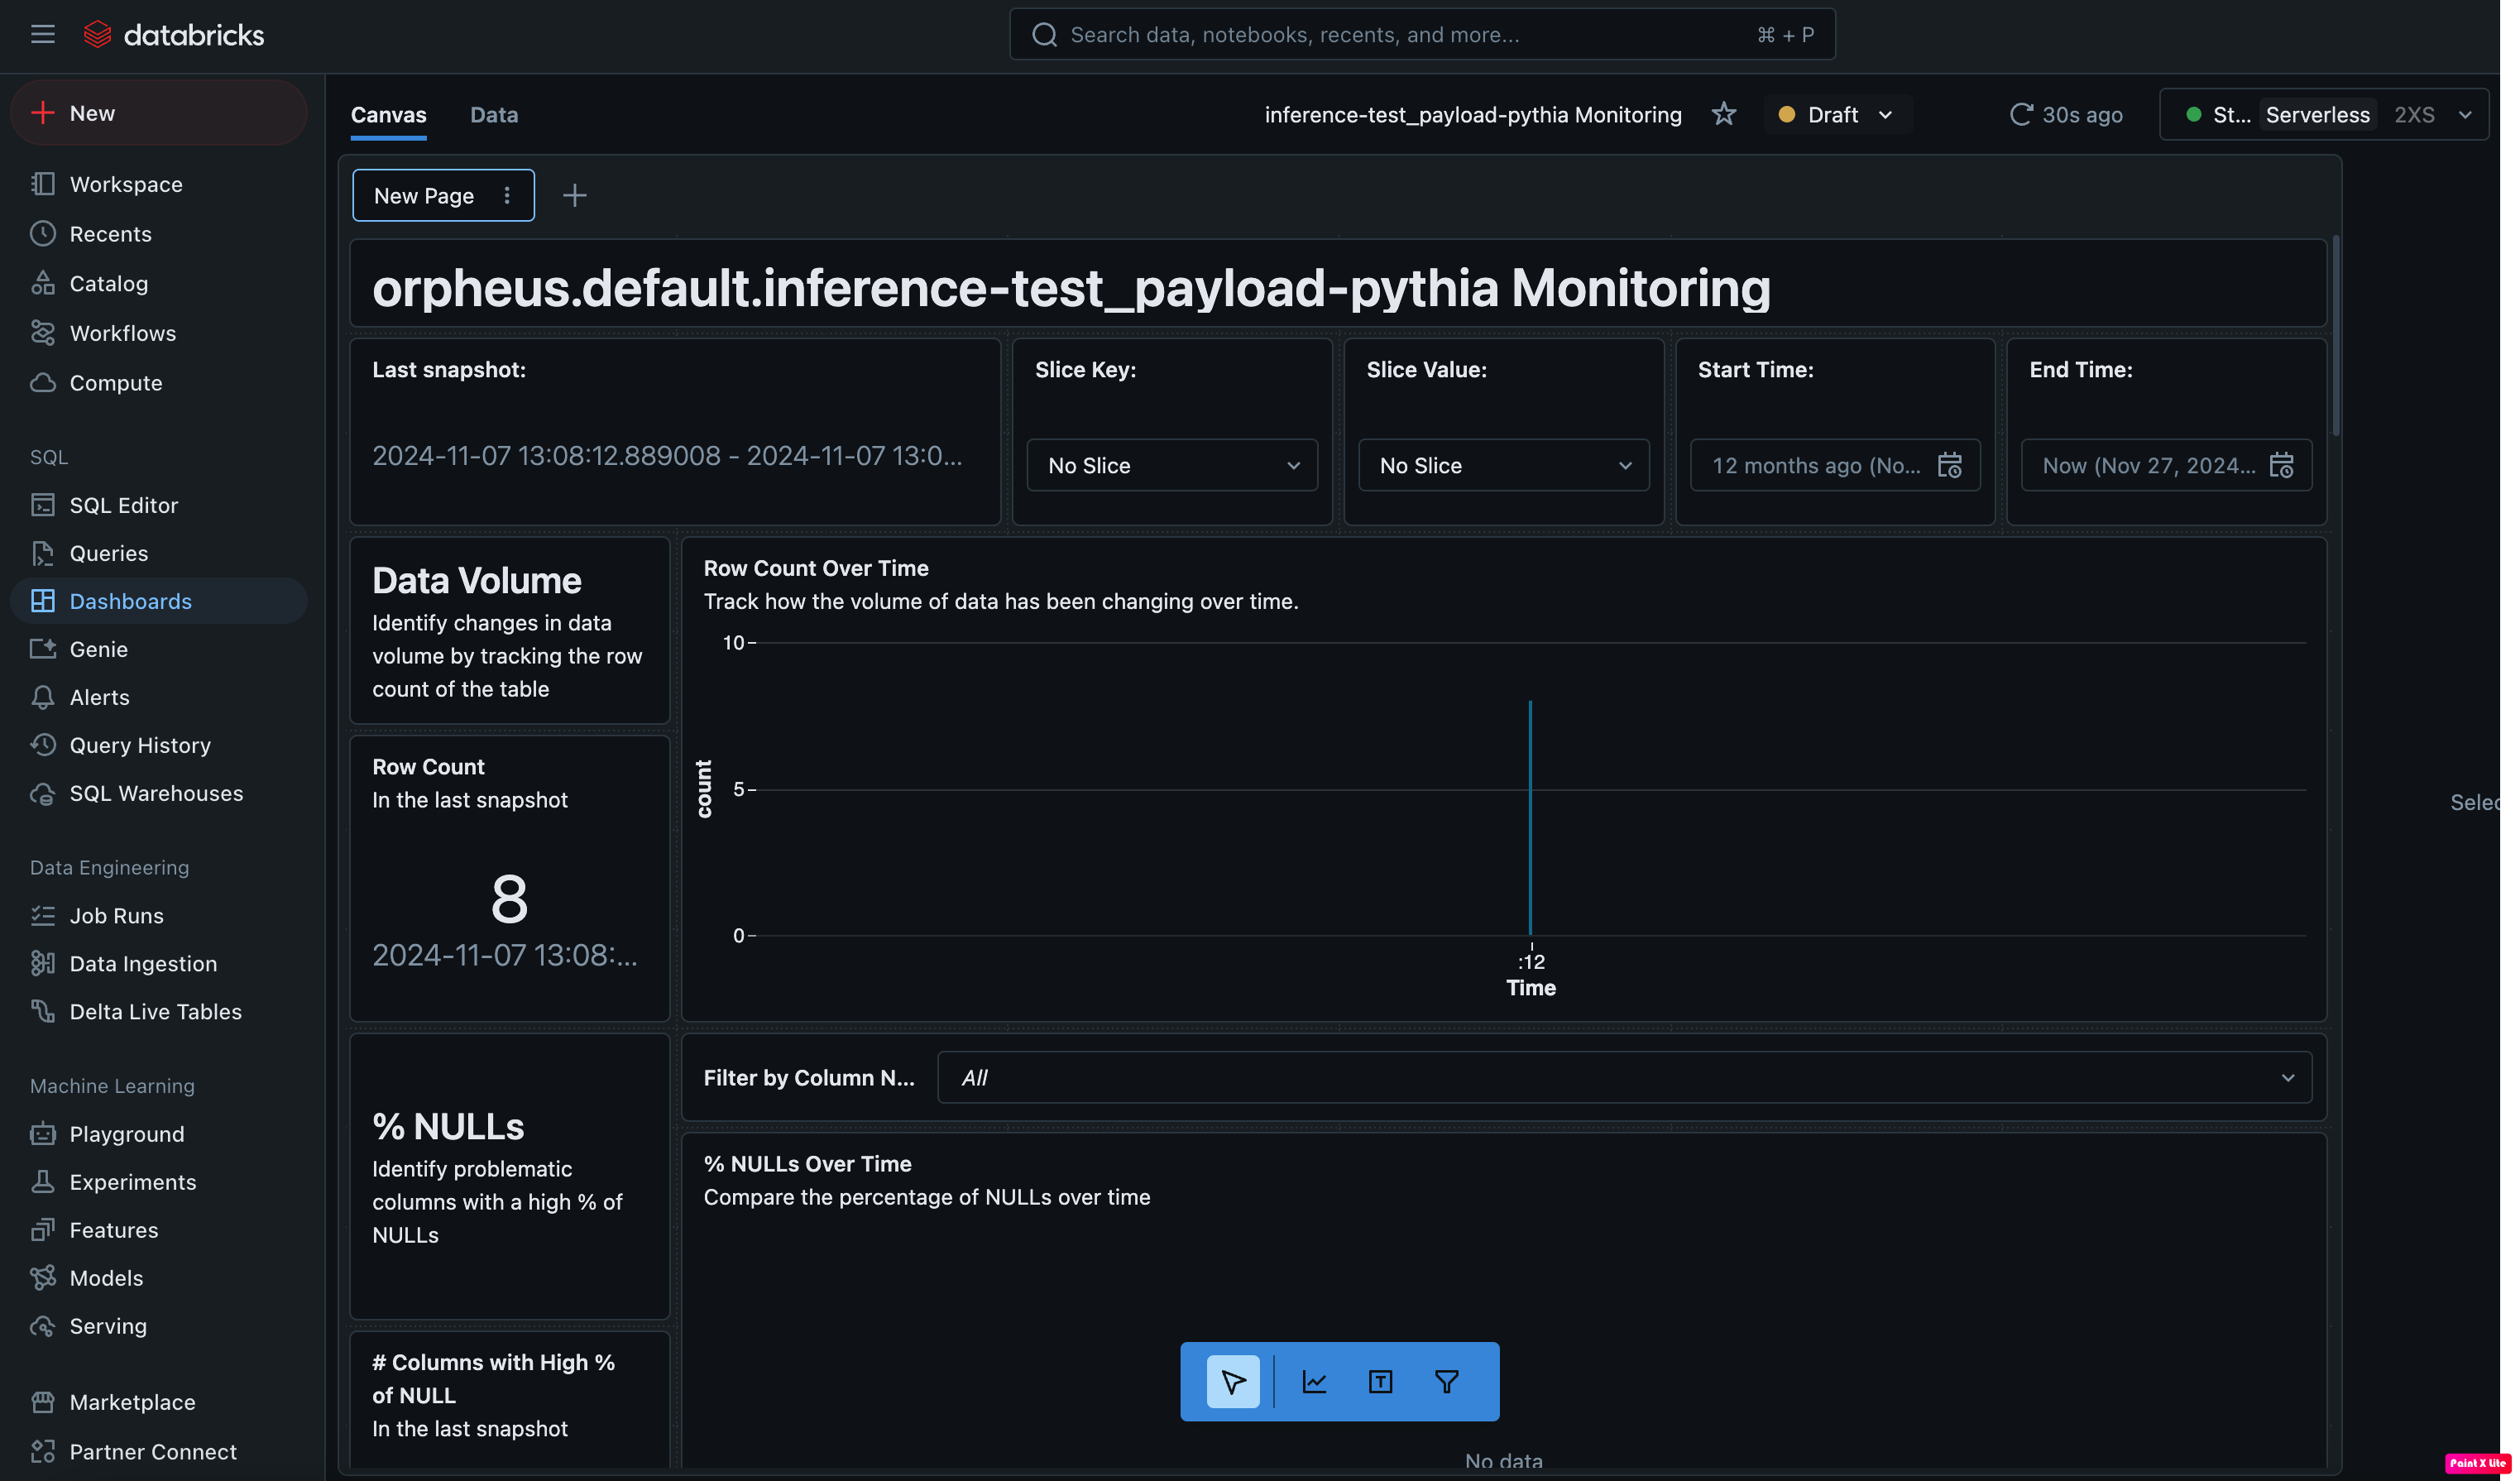 databricks
Search data, notebooks, recents, and more...
⌘ + P
New
Workspace
Recents
Catalog
Workflows
Compute
SQL
SQL Editor
Queries
Dashboards
Genie
Alerts
Query History
SQL Warehouses
Data Engineering
Job Runs
Data Ingestion
Delta Live Tables
Machine Learning
Playground
Experiments
Features
Models
Serving
Marketplace
Partner Connect
Canvas
Data
inference-test_payload-pythia Monitoring
Draft
30s ago
St... Serverless 2XS
New Page
orpheus.default.inference-test_payload-pythia Monitoring
Last snapshot:
2024-11-07 13:08:12.889008 - 2024-11-07 13:0...
Slice Key:
No Slice
Slice Value:
No Slice
Start Time:
12 months ago (No...
End Time:
Now (Nov 27, 2024...
Data Volume
Identify changes in data
volume by tracking the row
count of the table
Row Count
In the last snapshot
8
2024-11-07 13:08:...
Row Count Over Time
Track how the volume of data has been changing over time.
10
5
0
count
:12
Time
% NULLs
Identify problematic
columns with a high % of
NULLs
# Columns with High %
of NULL
In the last snapshot
Filter by Column N...
All
% NULLs Over Time
Compare the percentage of NULLs over time
T
No data
Selec
Paint X Lite